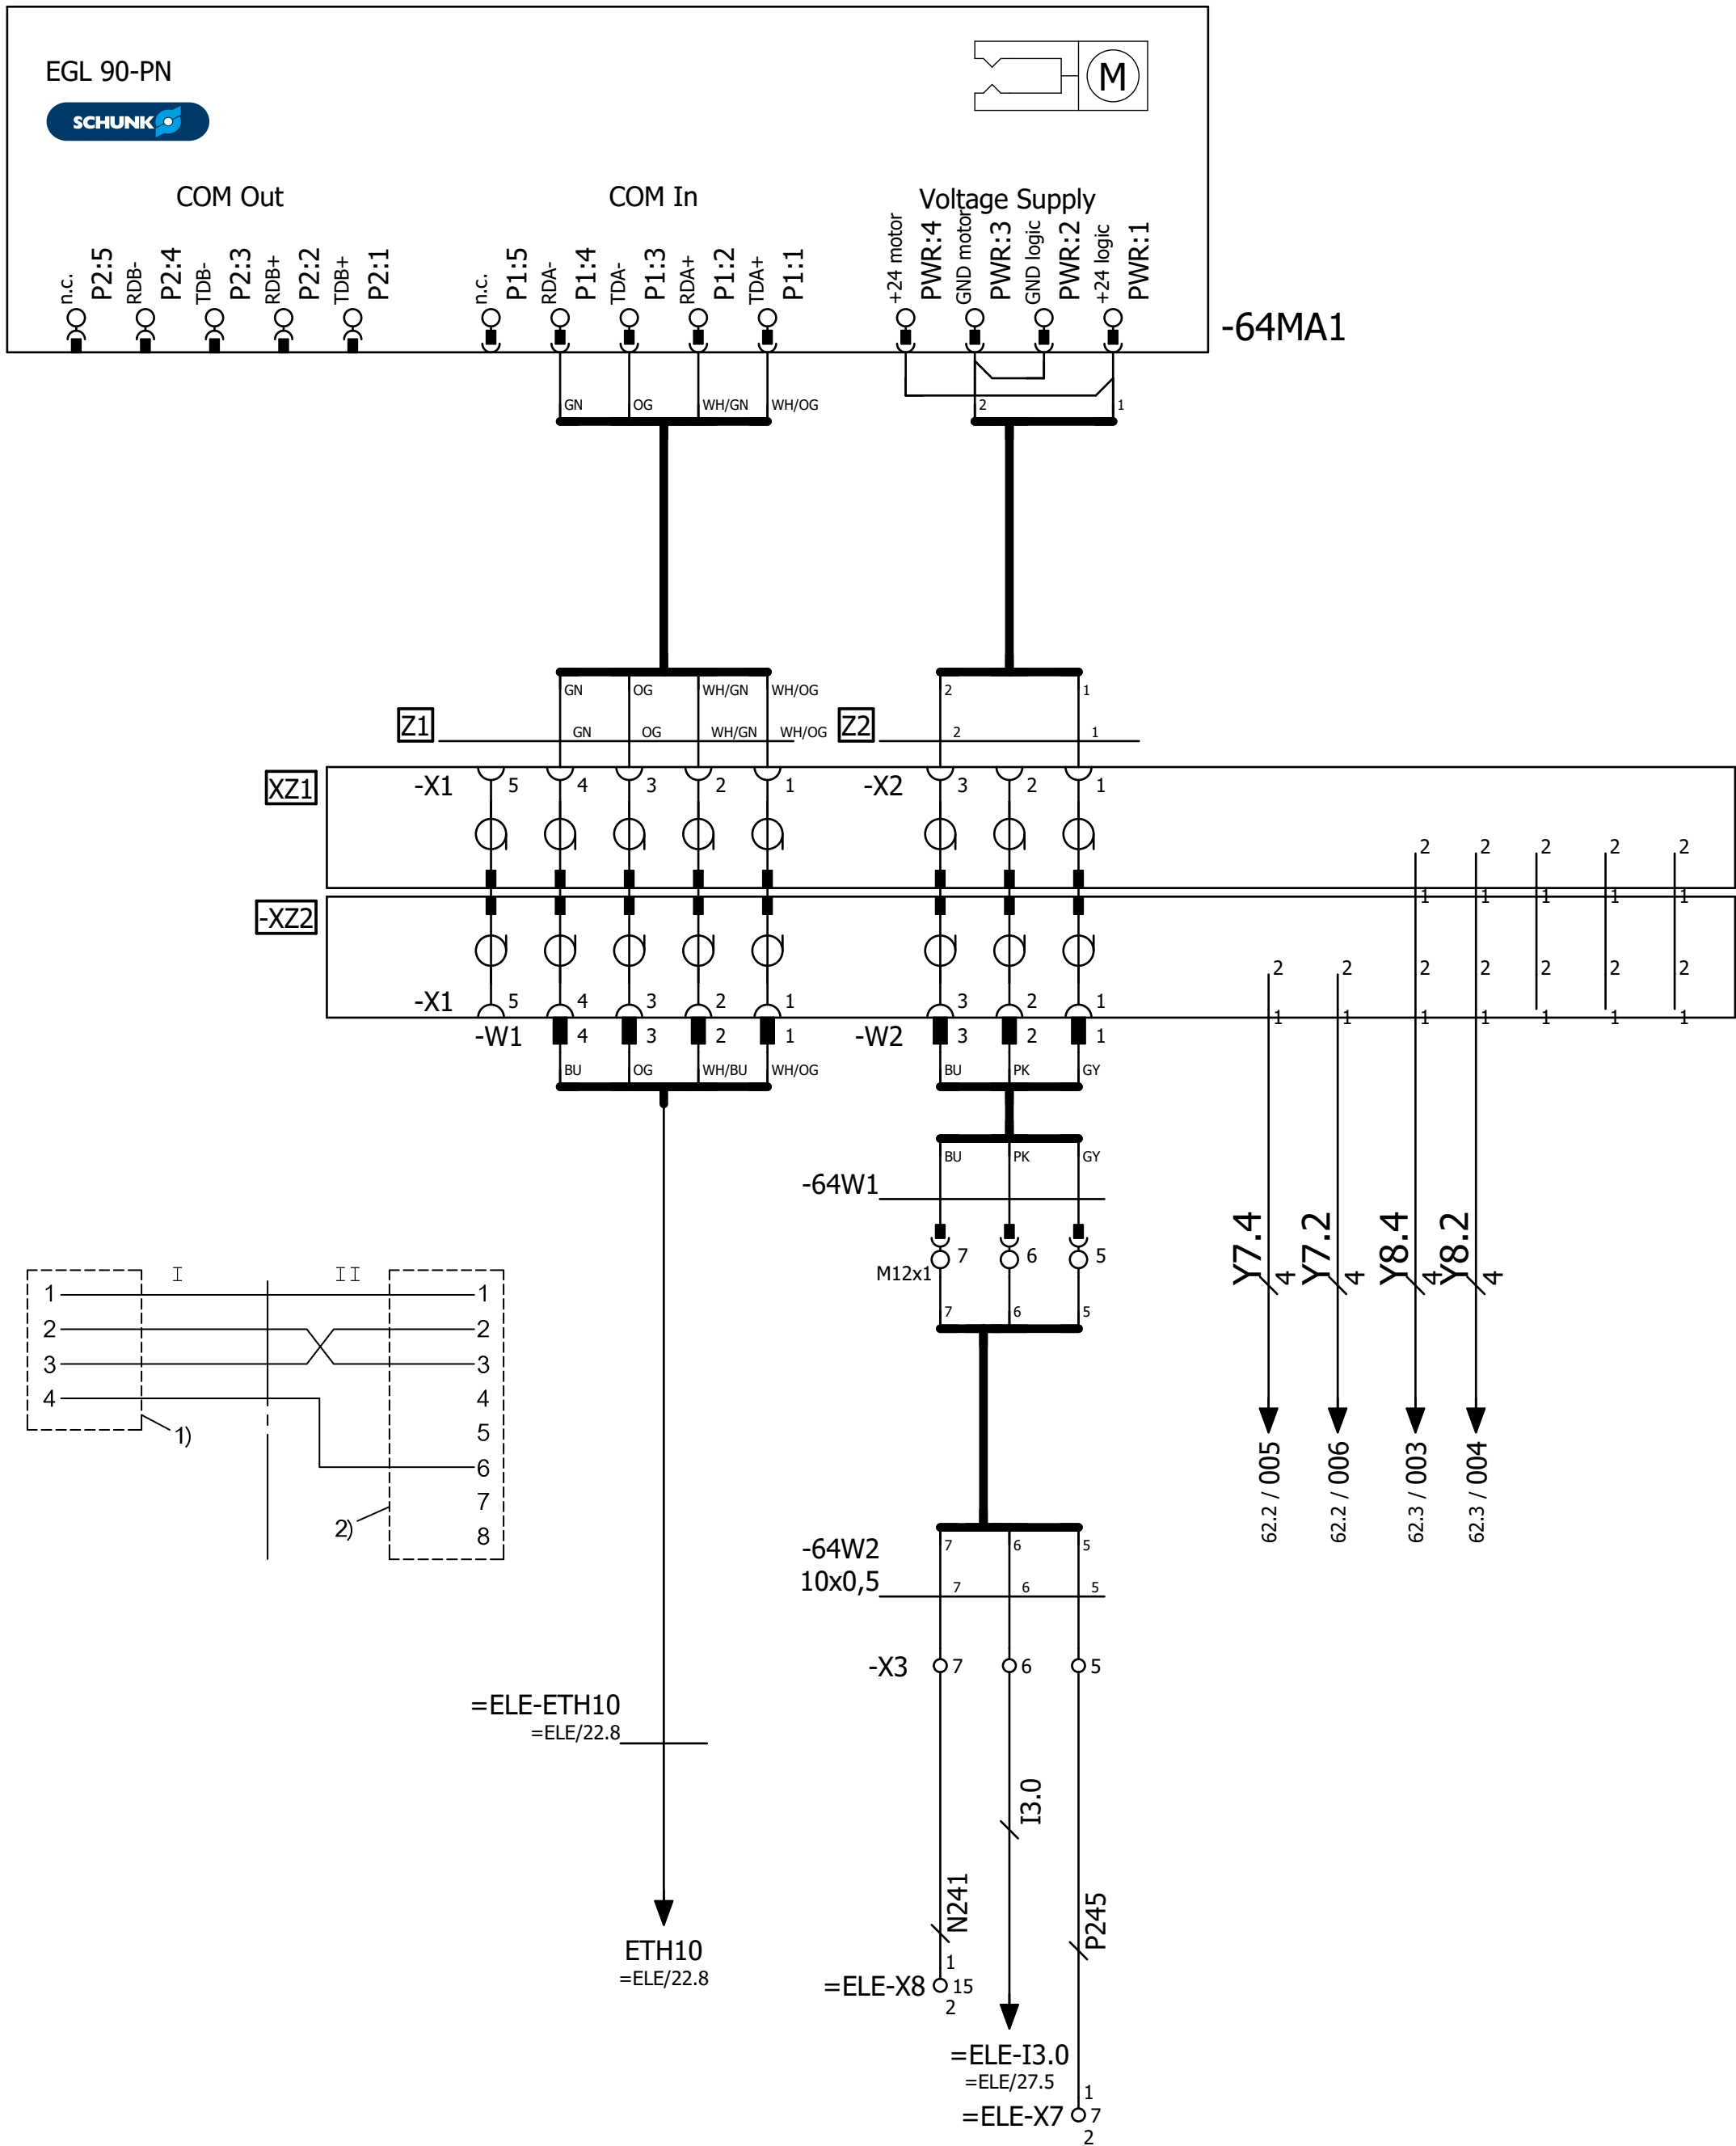 EGL 90-PN
M
SCHUNK
COM Out
COM In
Voltage Supply
n.c.
P2:5
RDB-
P2:4
TDB-
P2:3
RDB+
P2:2
TDB+
P2:1
n.c.
P1:5
RDA-
P1:4
TDA-
P1:3
RDA+
P1:2
TDA+
P1:1
+24 motor
PWR:4
GND motor
PWR:3
GND logic
PWR:2
+24 logic
PWR:1
-64MA1
GN OG WH/GN WH/OG 2 1
GN OG WH/GN WH/OG 2 1
Z1 GN OG WH/GN WH/OG Z2 2 1
XZ1 -X1 5 4 3 2 1 -X2 3 2 1
2 2 2 2 2
1 1 1 1 1
-XZ2
2 2 2 2 2 2 2
-X1 5 4 3 2 1 3 2 1
1 1 1 1 1 1 1
-W1 4 3 2 1 -W2 3 2 1
BU OG WH/BU WH/OG BU PK GY
BU PK GY
-64W1
7 6 5
M12x1
7 6 5
Y7.4
4
Y7.2
4
Y8.4
4
Y8.2
4
62.2 / 005
62.2 / 006
62.3 / 003
62.3 / 004
I II
1 1
2 2
3 3
4 4
1) 5
6
7
2) 8
-64W2 7 6 5
10x0,5 7 6 5
-X3 7 6 5
=ELE-ETH10
=ELE/22.8
I3.0
N241
P245
ETH10
=ELE/22.8
1
=ELE-X8 15
2
=ELE-I3.0
=ELE/27.5
1
=ELE-X7 7
2